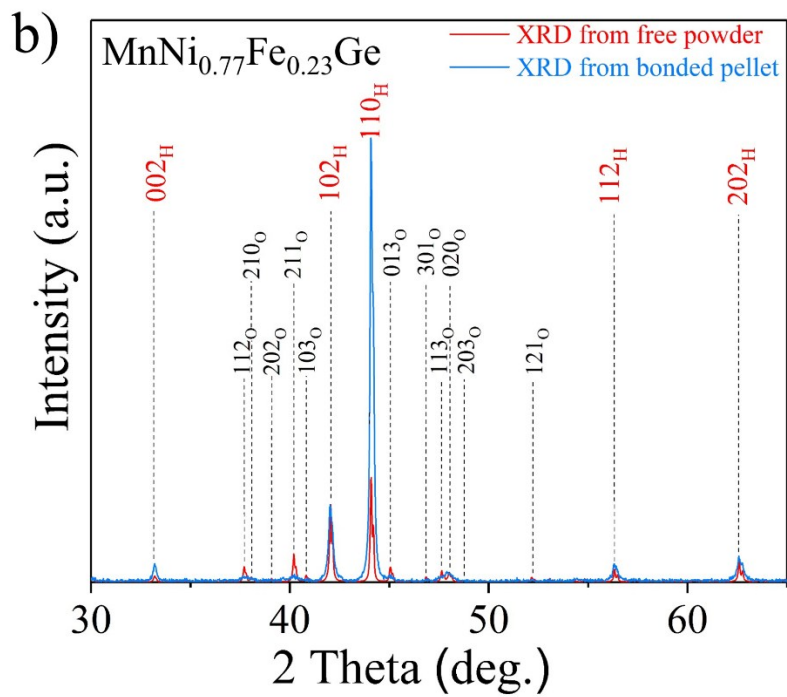 b)
MnNi₀.₇₇Fe₀.₂₃Ge
XRD from free powder
XRD from bonded pellet
Intensity (a.u.)
002H
112O
210O
202O
211O
103O
102H
110H
013O
301O
113O
020O
203O
121O
112H
202H
30
40
50
60
2 Theta (deg.)